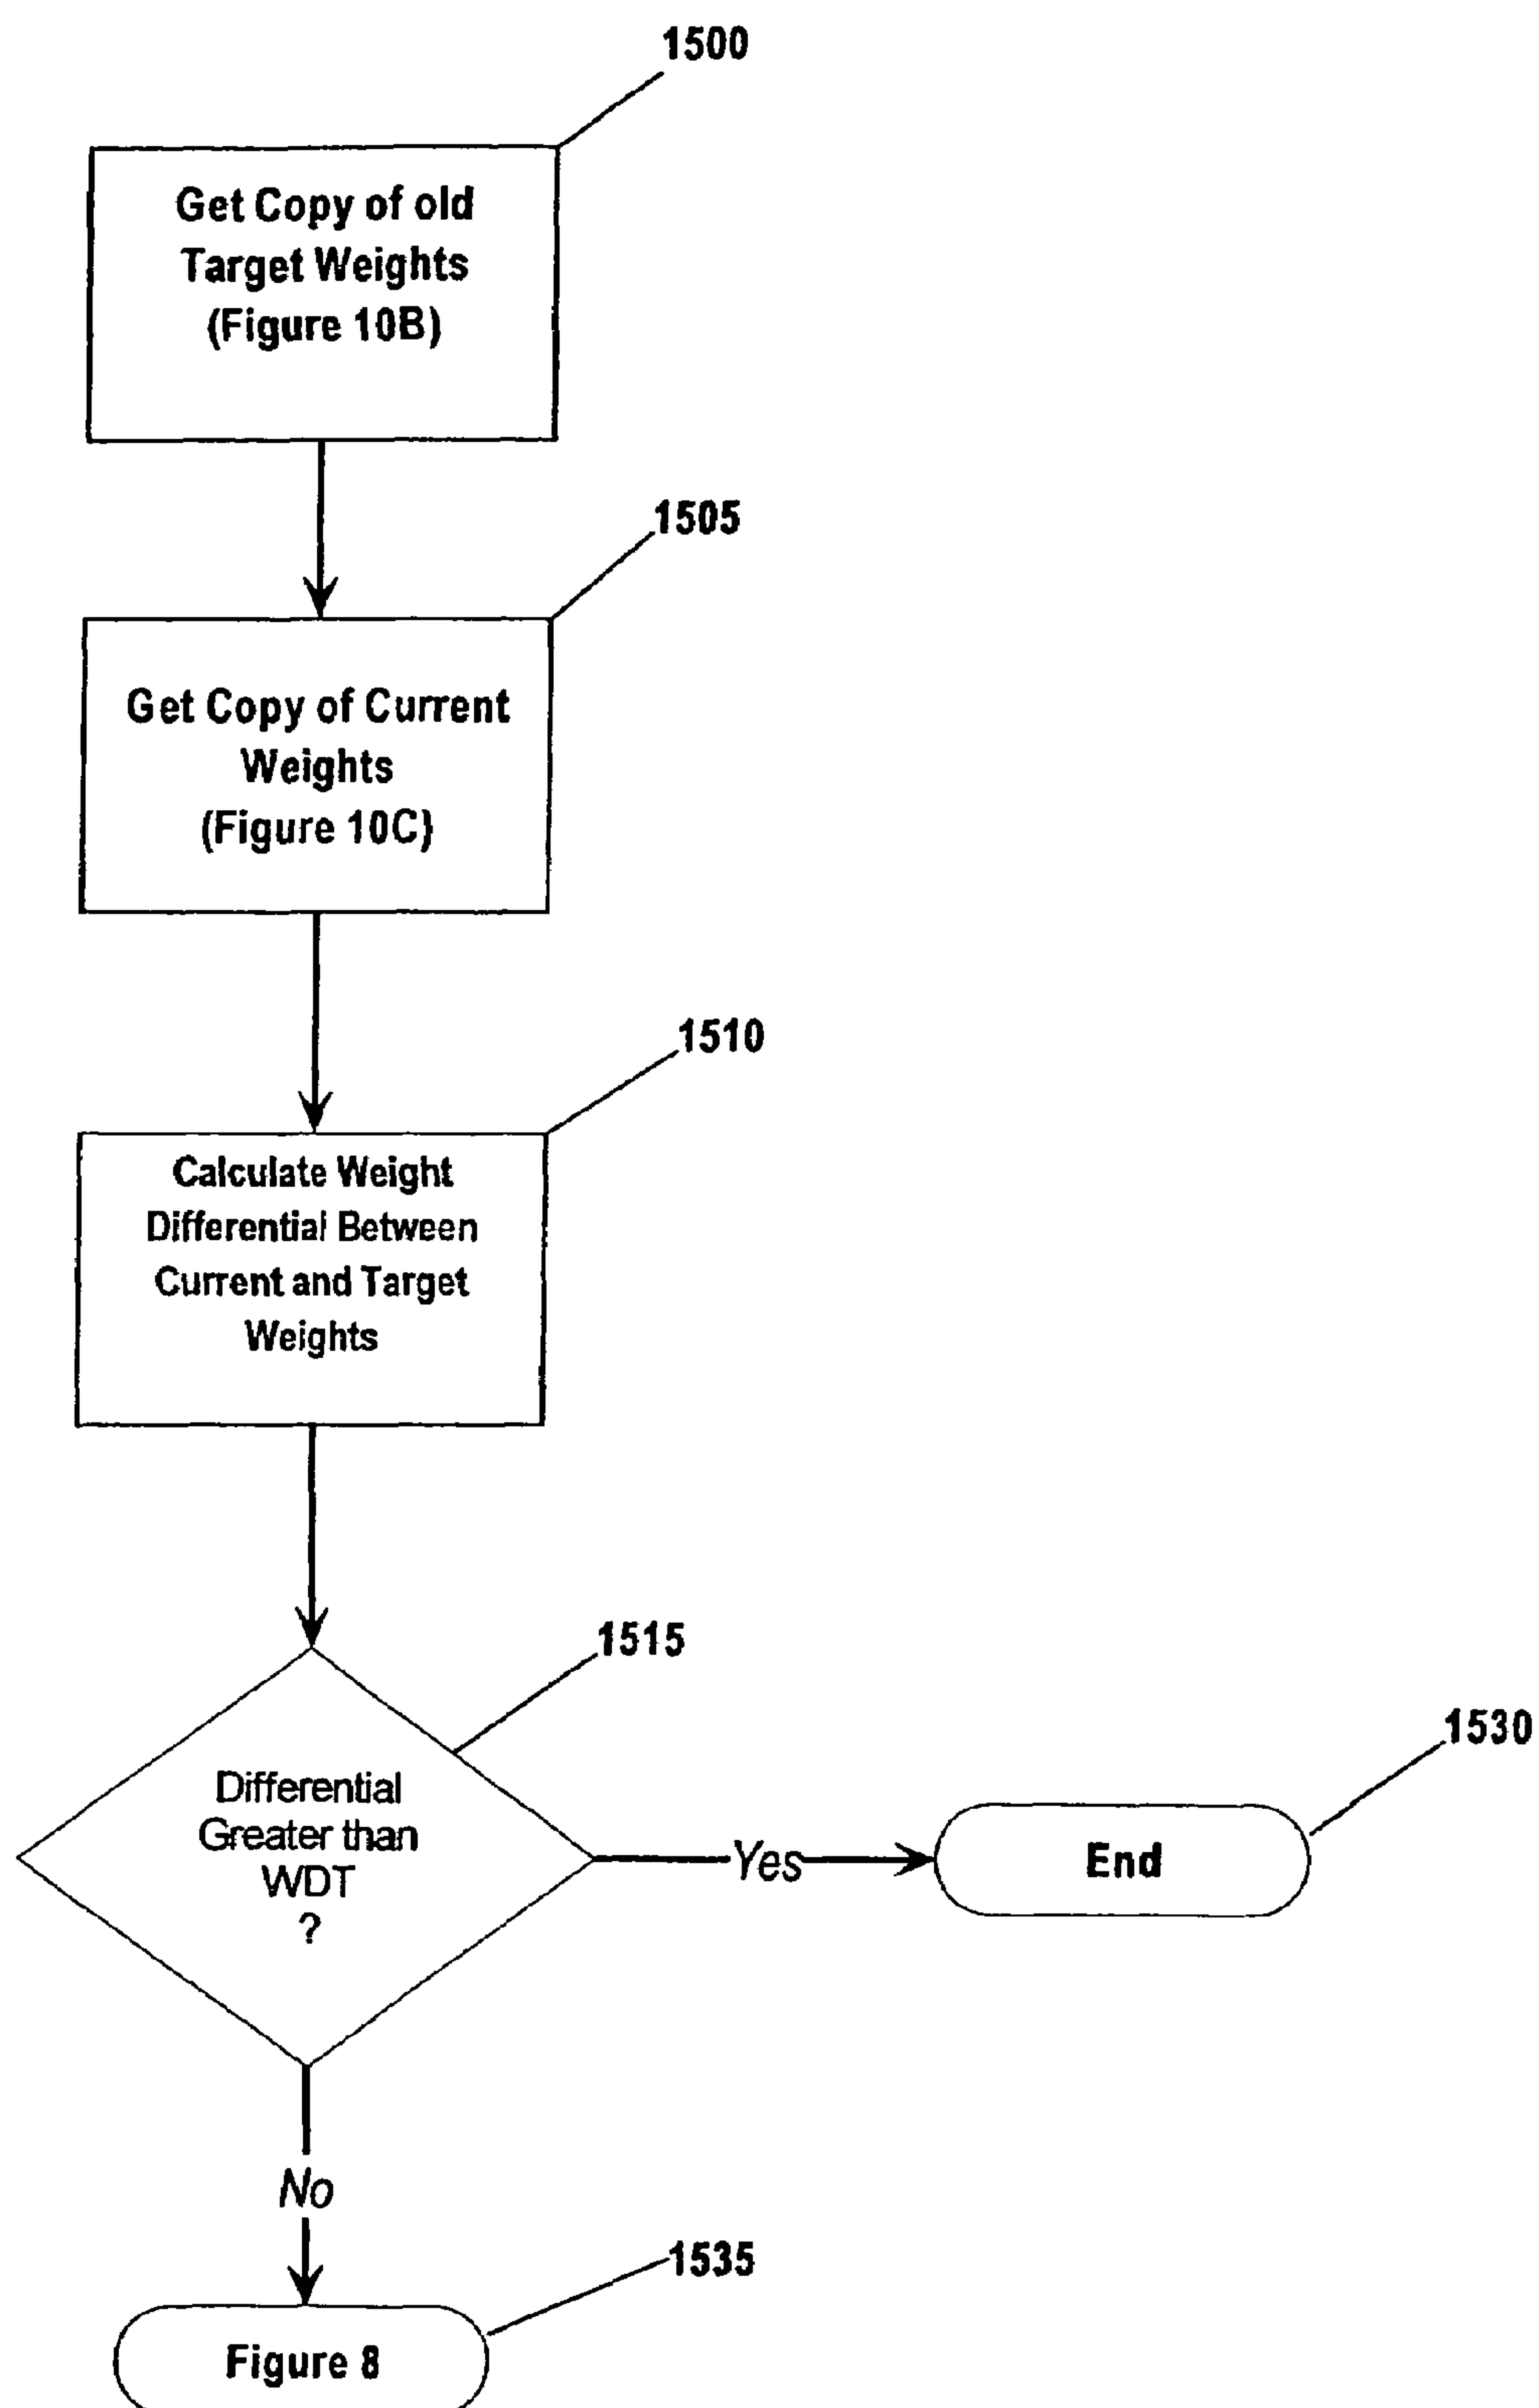 1500
Get Copy of old
Target Weights
(Figure 10B)
1505
Get Copy of Current
Weights
(Figure 10C)
1510
Calculate Weight
Differential Between
Current and Target
Weights
1515
Differential
Greater than
WDT
?
Yes
1530
End
No
1535
Figure 8